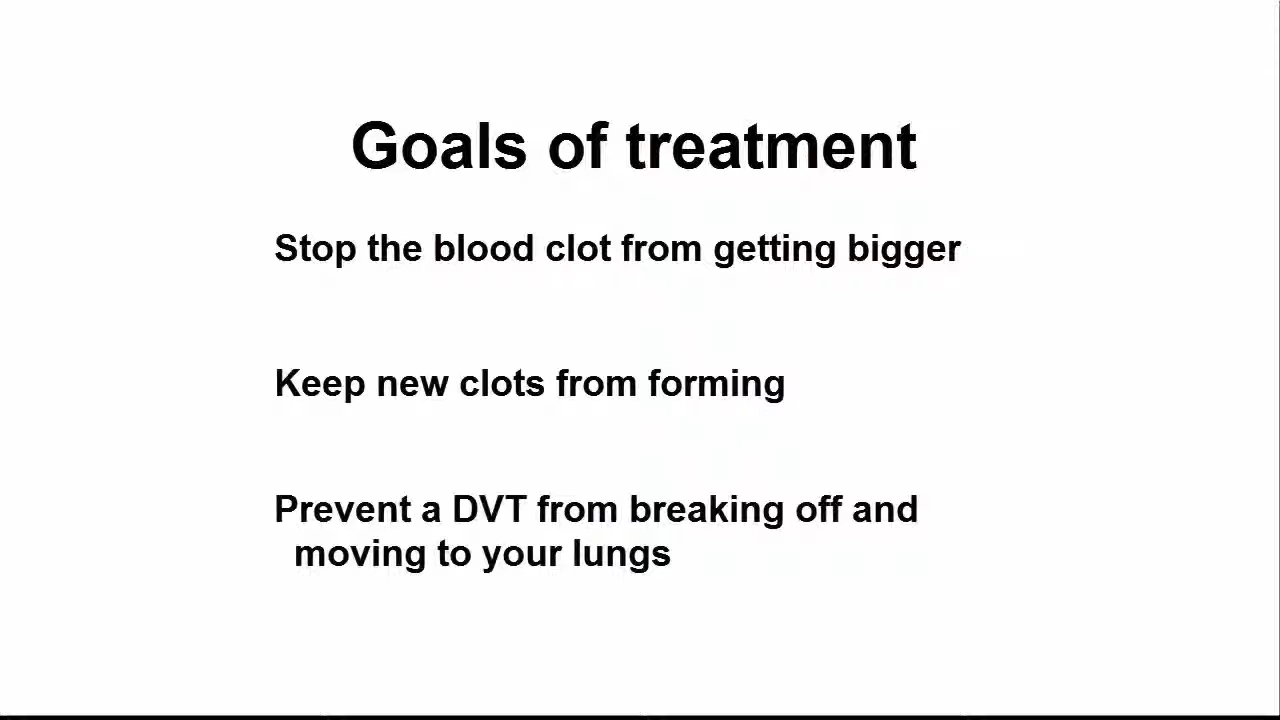 Goals of treatment
Stop the blood clot from getting bigger
Keep new clots from forming
Prevent a DVT from breaking off and
moving to your lungs